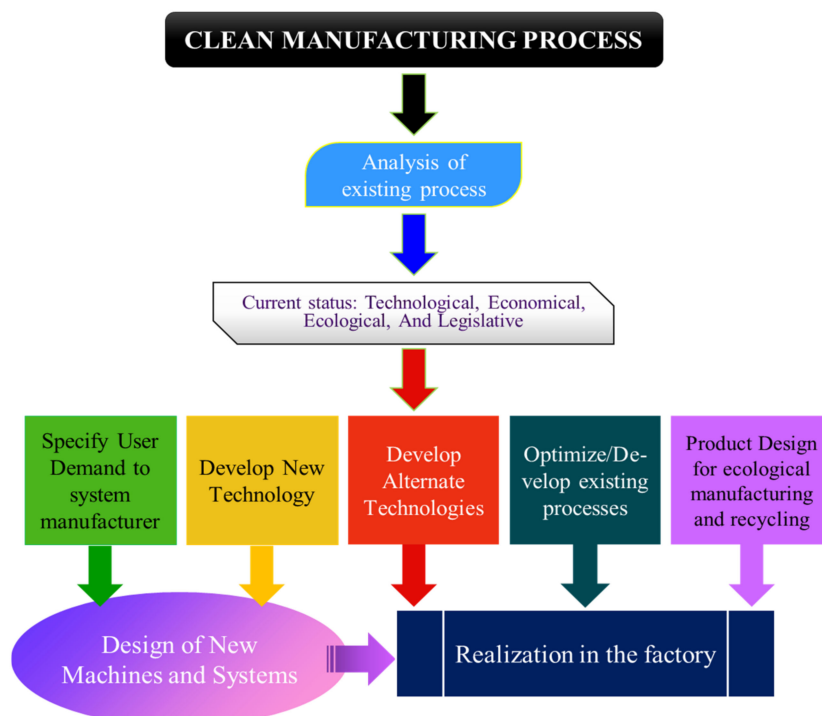 CLEAN MANUFACTURING PROCESS
Analysis of
existing process
Current status: Technological, Economical,
Ecological, And Legislative
Specify User
Demand to
system
manufacturer
Develop New
Technology
Develop
Alternate
Technologies
Optimize/De-
velop existing
processes
Product Design
for ecological
manufacturing
and recycling
Design of New
Machines and Systems
Realization in the factory